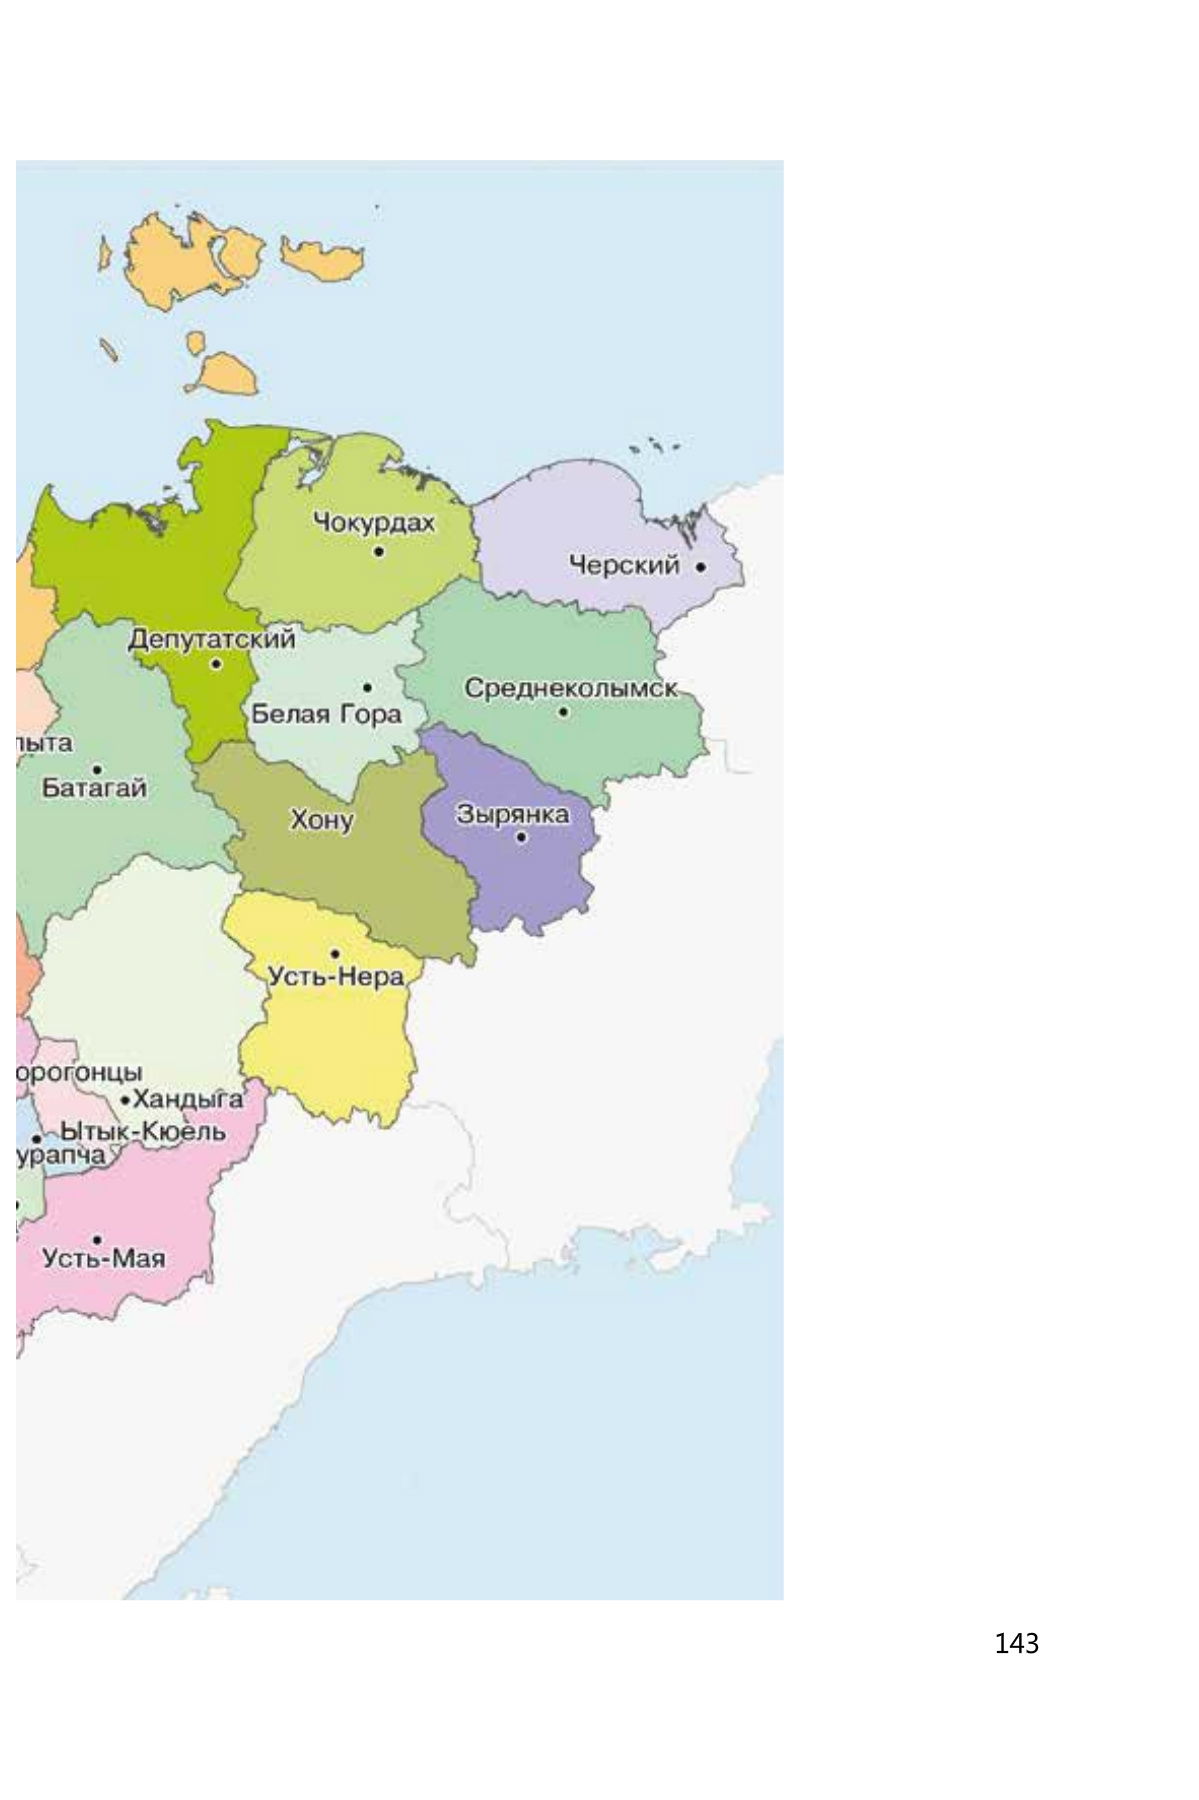 Чокурдах
Черский
Депутатский
Среднеколымск
Белая Гора
лыта
Батагай
Хону
Зырянка
Усть-Нера
орогонцы
Хандыга
Ытык-Кюель
урапча
Усть-Мая
143